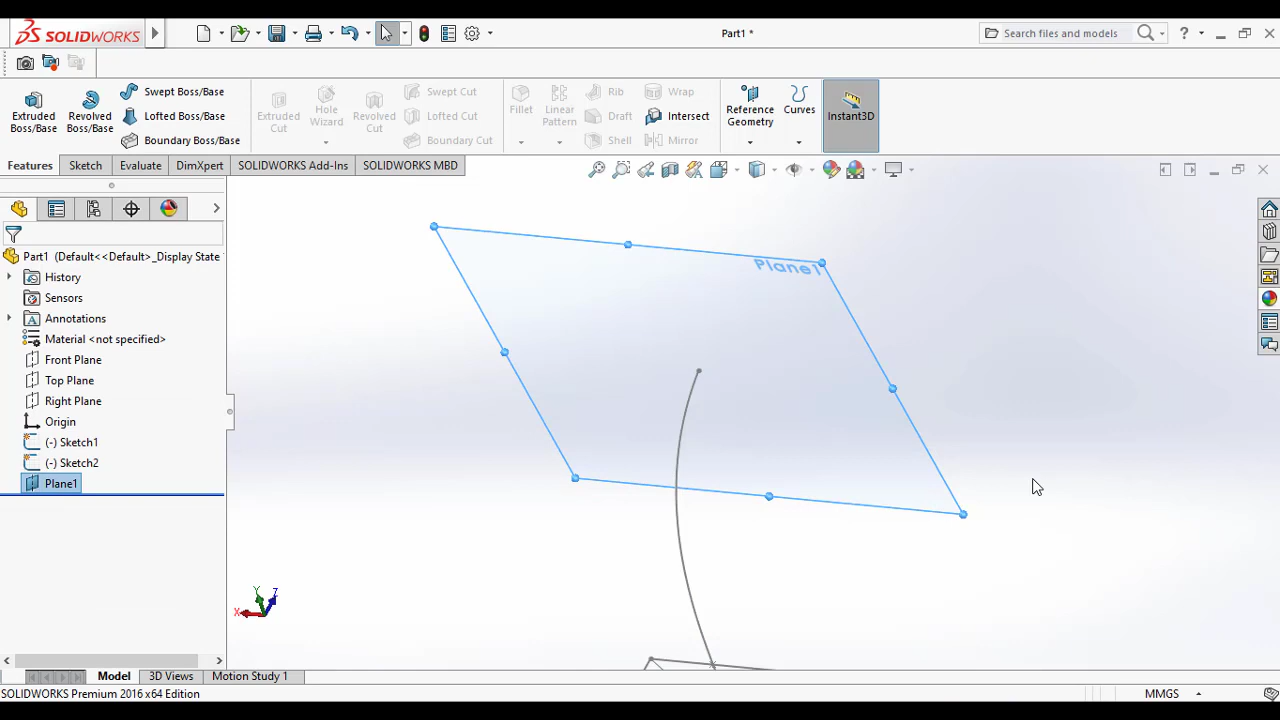 SOLIDWORKS
Part1 *
Search files and models
?
Extruded Boss/Base
Revolved Boss/Base
Swept Boss/Base
Lofted Boss/Base
Boundary Boss/Base
Extruded Cut
Hole Wizard
Revolved Cut
Swept Cut
Lofted Cut
Boundary Cut
Fillet
Linear Pattern
Rib
Draft
Shell
Wrap
Intersect
Mirror
Reference Geometry
Curves
Instant3D
Features
Sketch
Evaluate
DimXpert
SOLIDWORKS Add-Ins
SOLIDWORKS MBD
Part1 (Default<<Default>_Display State
History
Sensors
Annotations
Material <not specified>
Front Plane
Top Plane
Right Plane
Origin
(-) Sketch1
(-) Sketch2
Plane1
Plane1
Y
Z
X
Model
3D Views
Motion Study 1
SOLIDWORKS Premium 2016 x64 Edition
MMGS